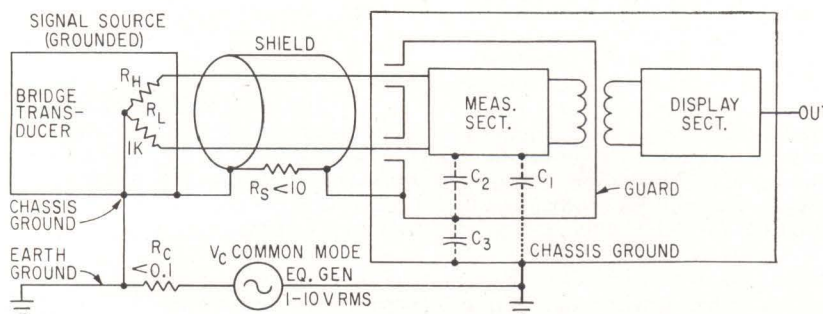 SIGNAL SOURCE
(GROUNDED)
SHIELD
BRIDGE
TRANS-
DUCER
R_H
R_L
1K
MEAS.
SECT.
DISPLAY
SECT.
OUT
R_S <10
C_2
C_1
GUARD
CHASSIS
GROUND
C_3
CHASSIS GROUND
EARTH
GROUND
R_C
<0.1
V_C COMMON MODE
EQ. GEN
1-10 V RMS